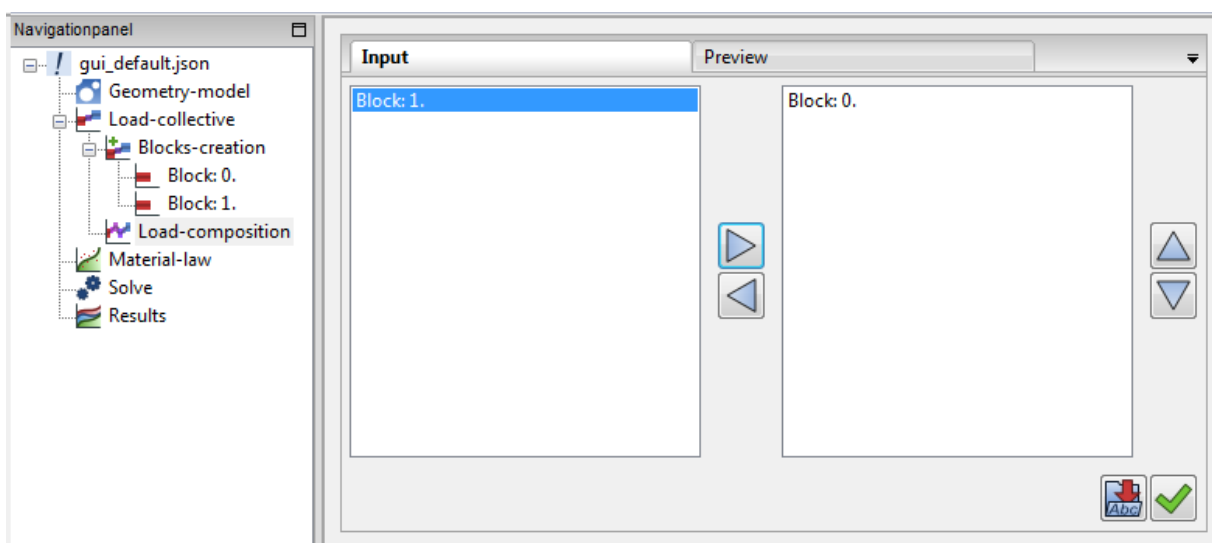 Navigationpanel
gui_default.json
Geometry-model
Load-collective
Blocks-creation
Block: 0.
Block: 1.
Load-composition
Material-law
Solve
Results
Input
Preview
Block: 1.
Block: 0.
Abc